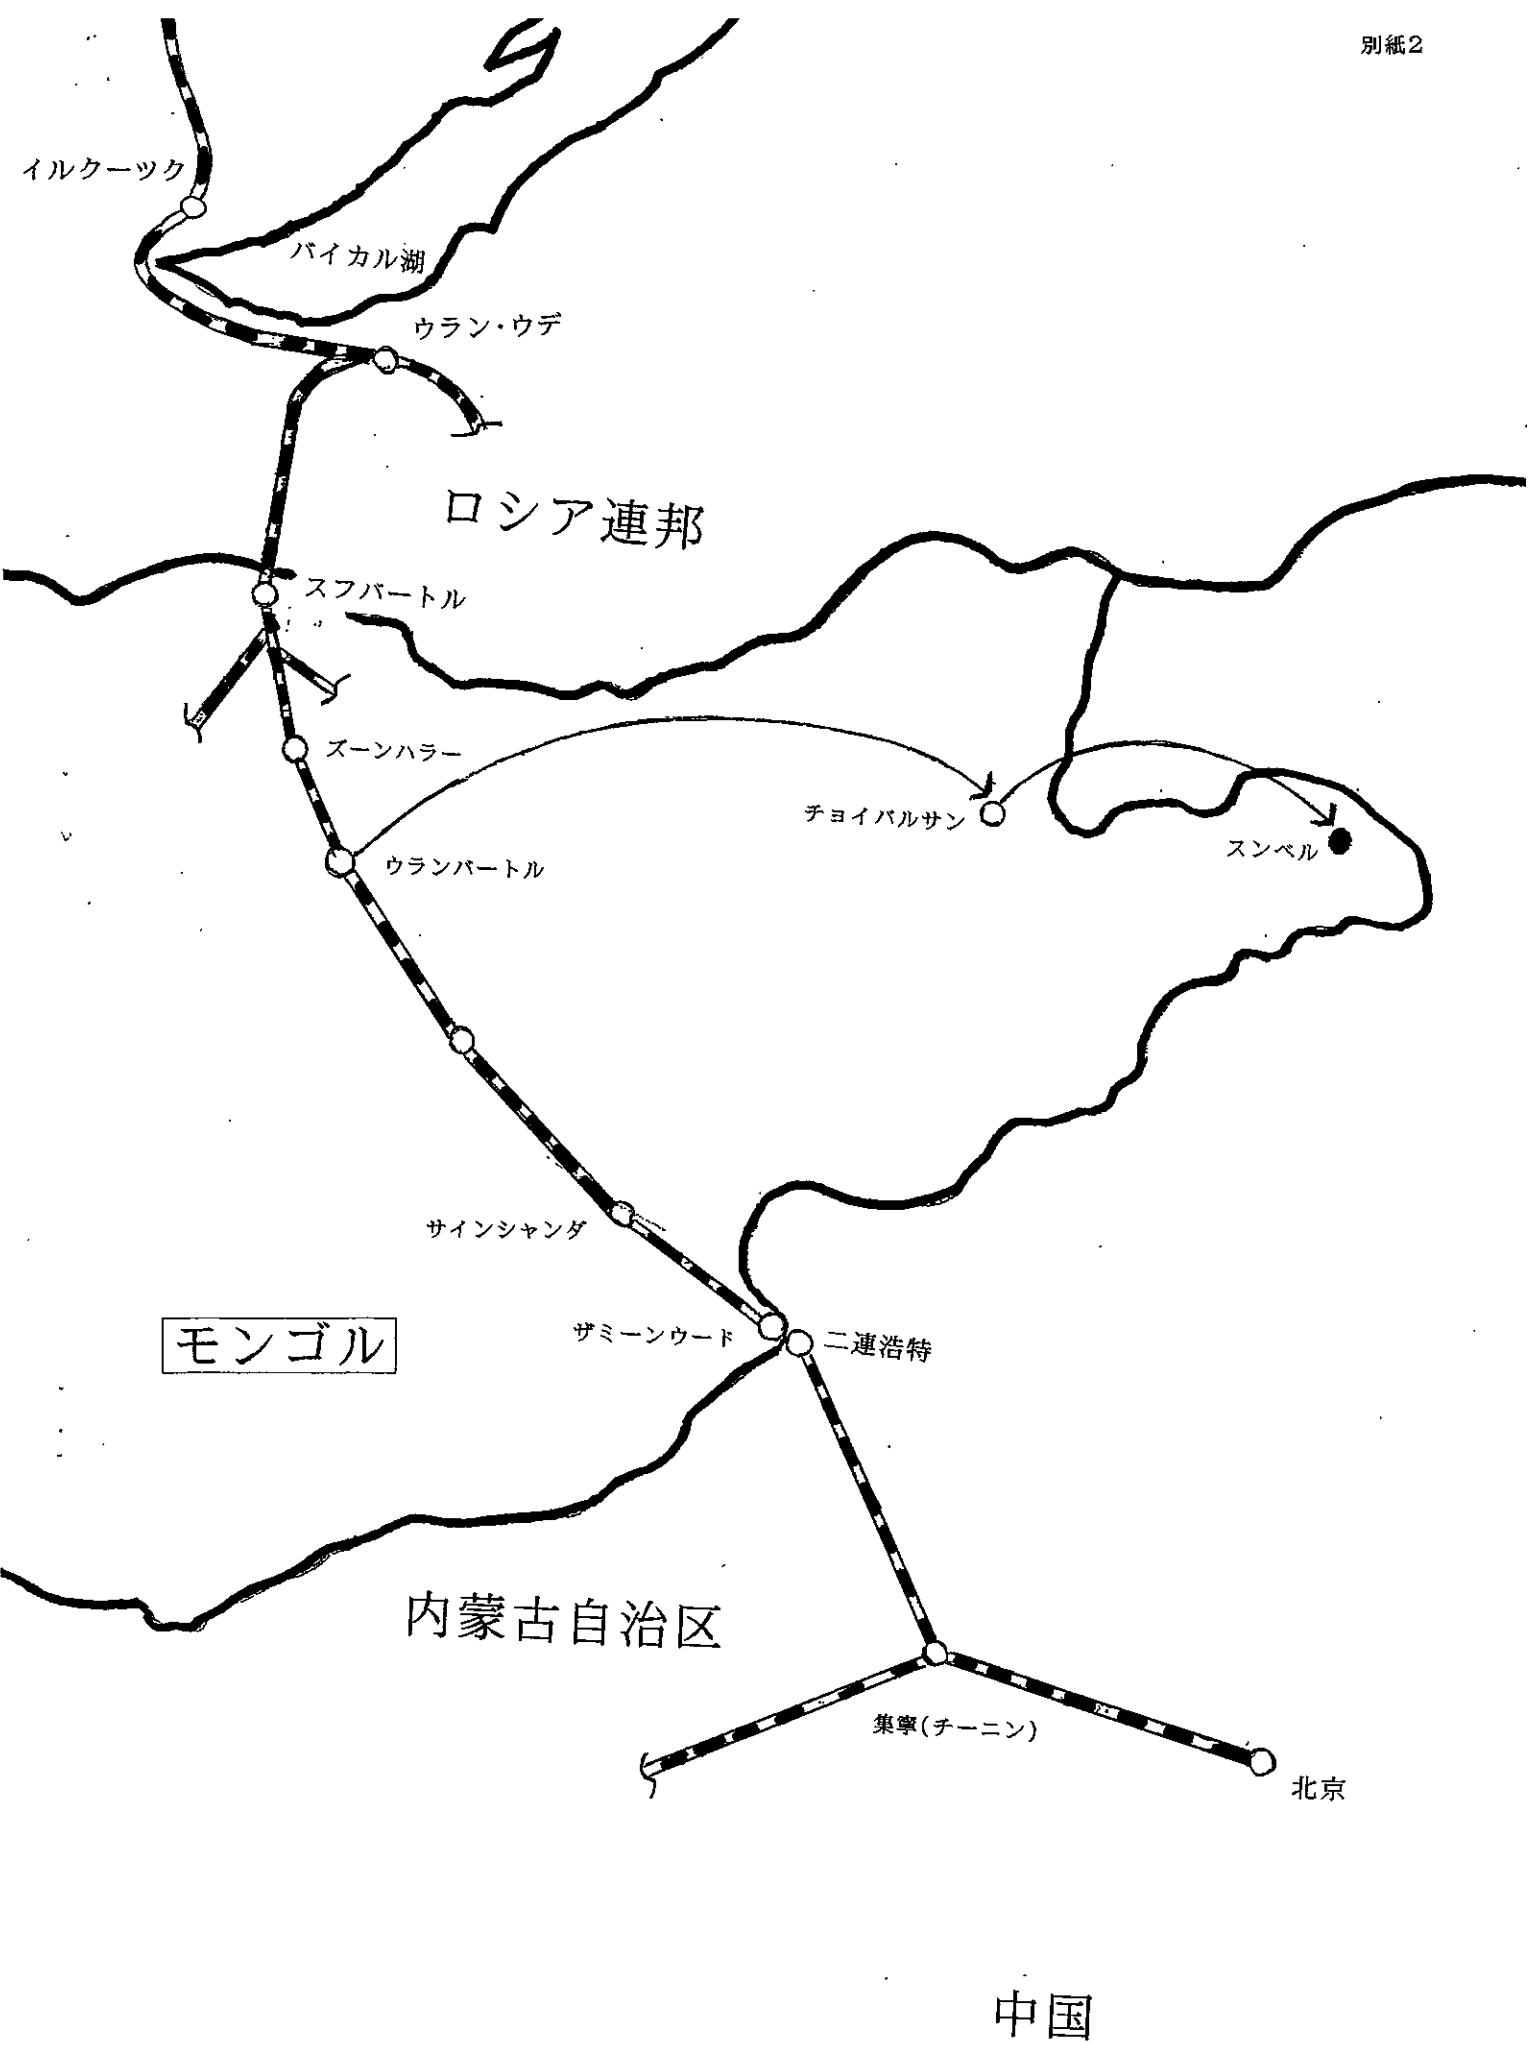 別紙2
イルクーツク
バイカル湖
ウラン・ウデ
ロシア連邦
スフバートル
ズーンハラー
チョイバルサン
スンベル
ウランバートル
サインシャンダ
ザミーンウード
二連浩特
モンゴル
内蒙古自治区
集寧(チーニン)
北京
中国